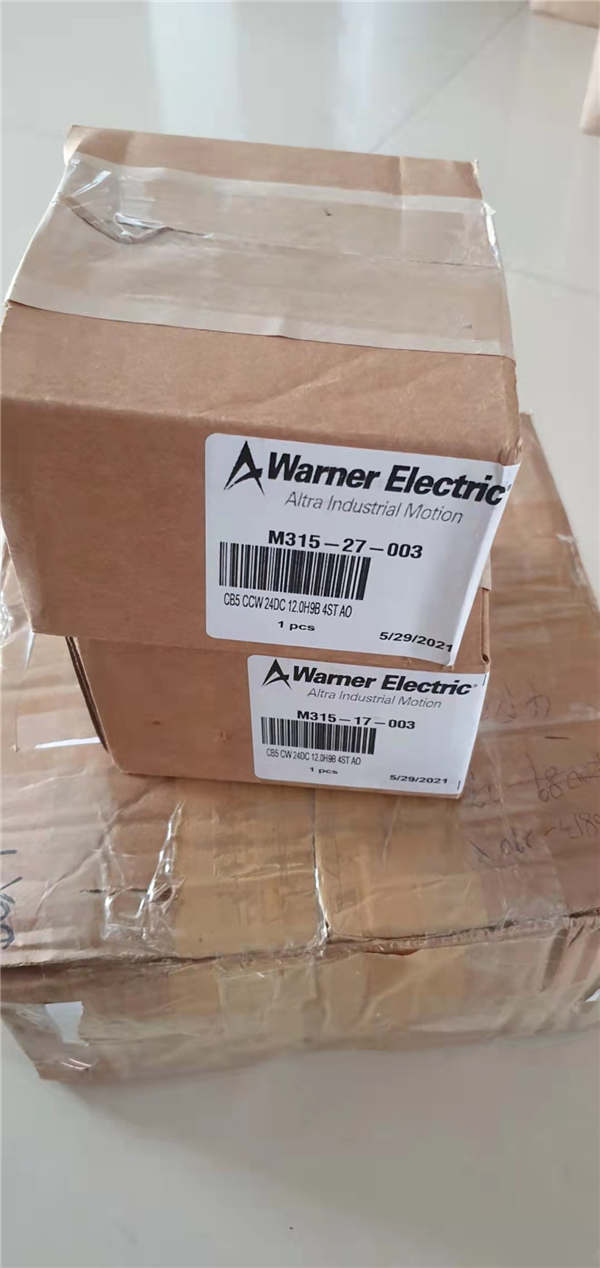 Warner Electric®
Altra Industrial Motion
M315-27-003
CB5 CCW 24DC 12.0H9B 4ST AO
1 pcs
5/29/2021
Warner Electric®
Altra Industrial Motion
M315-17-003
CB5 CW 24DC 12.0H9B 4ST AO
1 pcs
5/29/2021